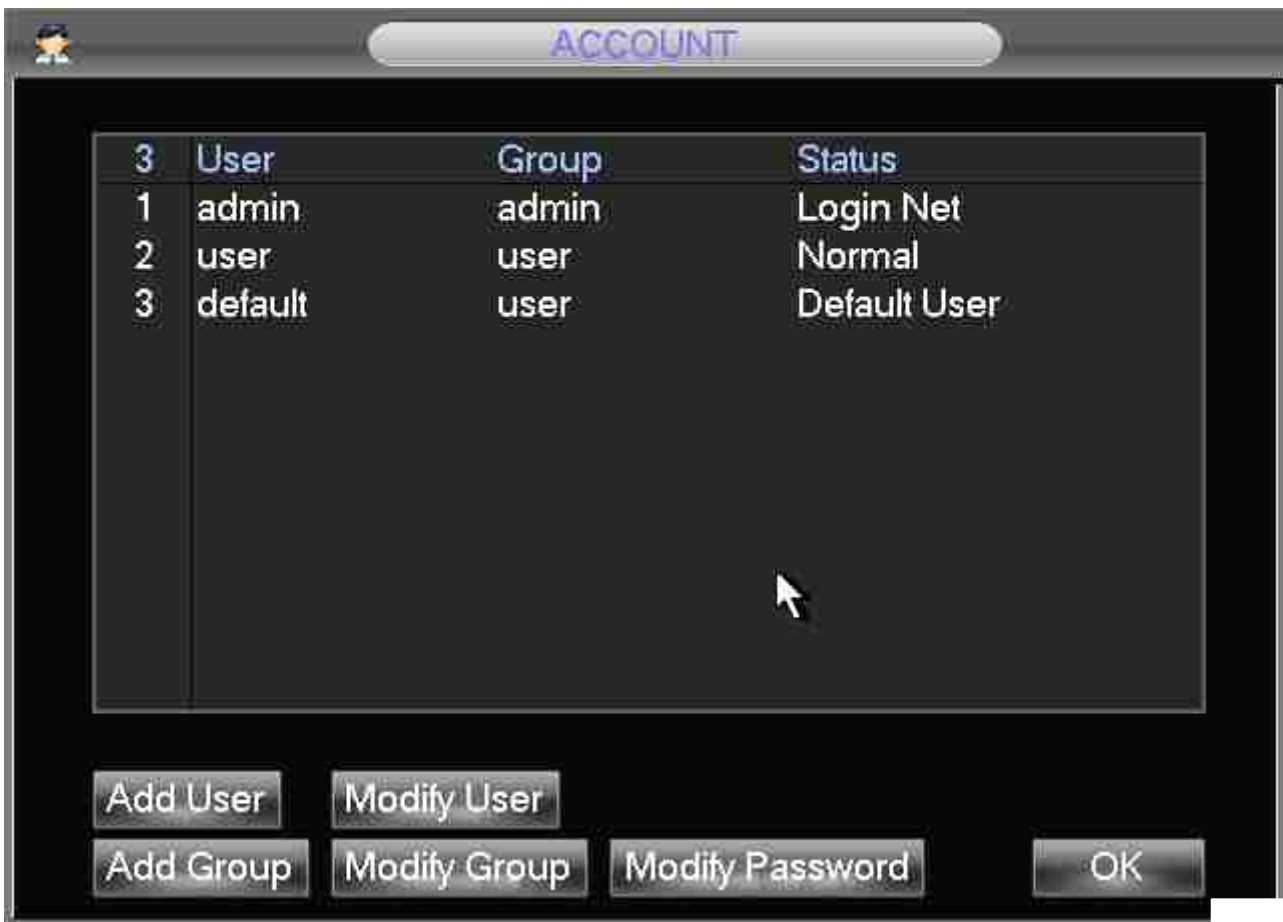 ACCOUNT
3 User Group Status
1 admin admin Login Net
2 user user Normal
3 default user Default User
Add User Modify User
Add Group Modify Group Modify Password OK